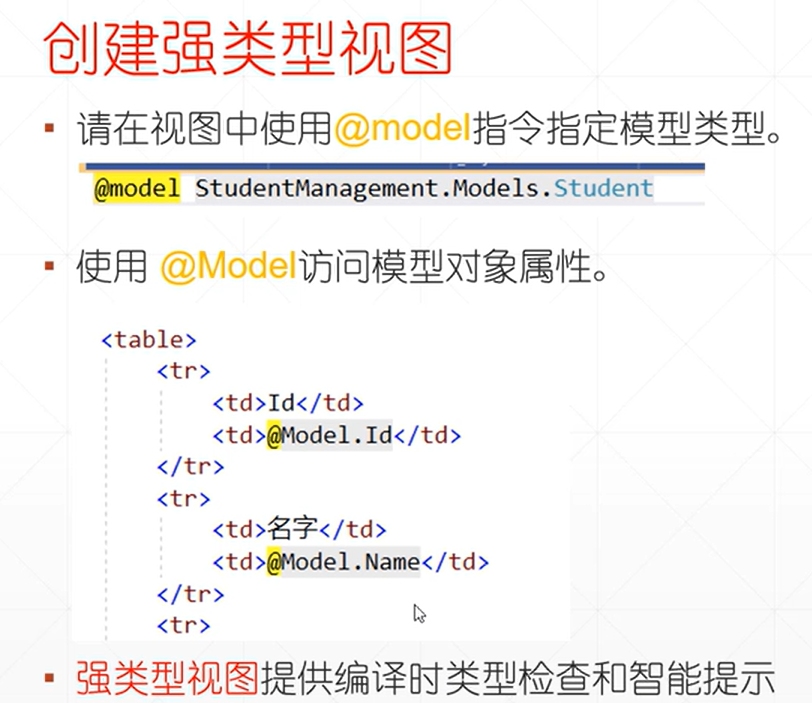 创建强类型视图
▪ 请在视图中使用@model指令指定模型类型。
@model StudentManagement.Models.Student
▪ 使用 @Model访问模型对象属性。
<table>
<tr>
<td>Id</td>
<td>@Model.Id</td>
</tr>
<tr>
<td>名字</td>
<td>@Model.Name</td>
</tr>
<tr>
▪ 强类型视图提供编译时类型检查和智能提示